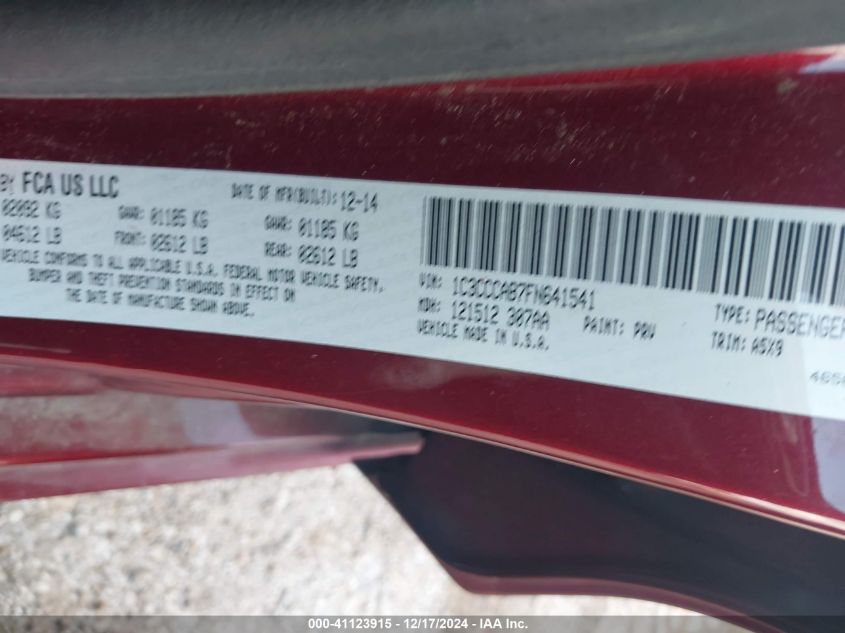 BY FCA US LLC
DATE OF MFR(BUILT): 12-14
02092 KG GAWR: 01185 KG GAWR: 01185 KG
04612 LB FRONT: 02612 LB REAR: 02612 LB
VEHICLE CONFORMS TO ALL APPLICABLE U.S.A. FEDERAL MOTOR VEHICLE SAFETY,
BUMPER AND THEFT PREVENTION STANDARDS IN EFFECT ON
DATE OF MANUFACTURE SHOWN ABOVE.
VIN: 1C3CCCAB7FN641541
TYPE: PASSENGER
MDH: 121512 307AA PAINT: PRV TRIM: A5X9
VEHICLE MADE IN U.S.A.
000-41123915 - 12/17/2024 - IAA Inc.